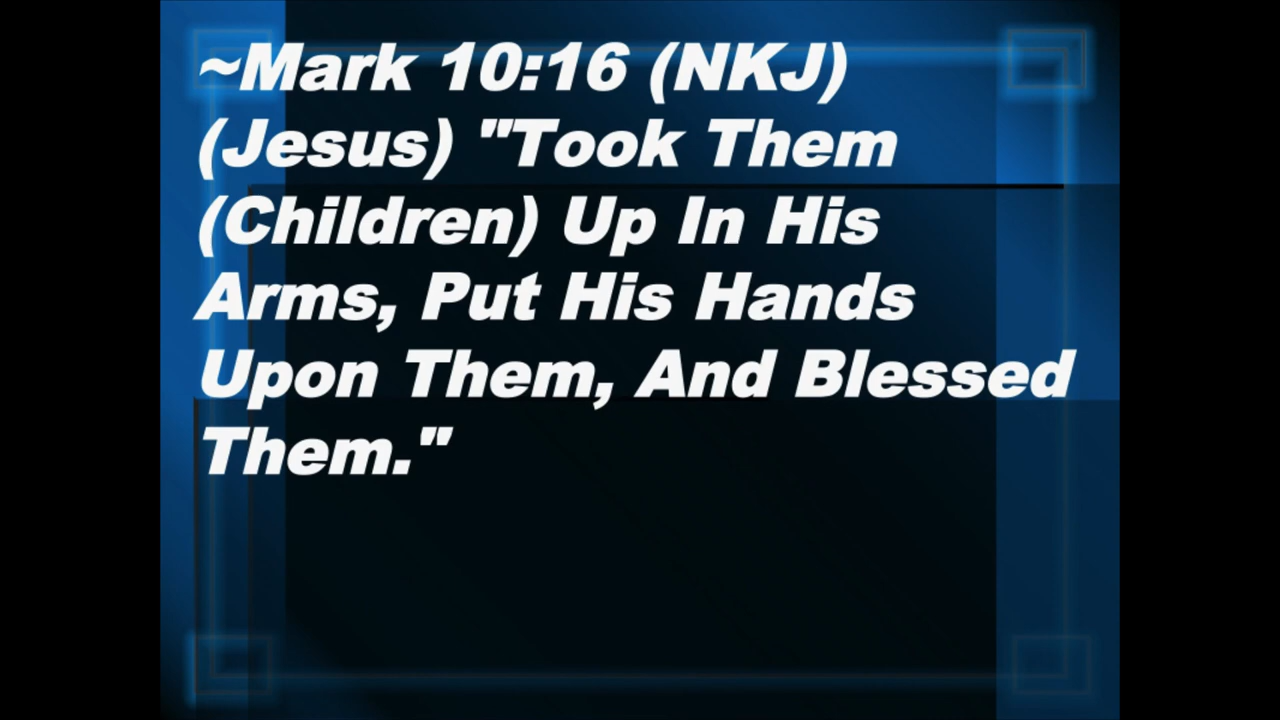 ~Mark 10:16 (NKJ)
(Jesus) "Took Them
(Children) Up In His
Arms, Put His Hands
Upon Them, And Blessed
Them."